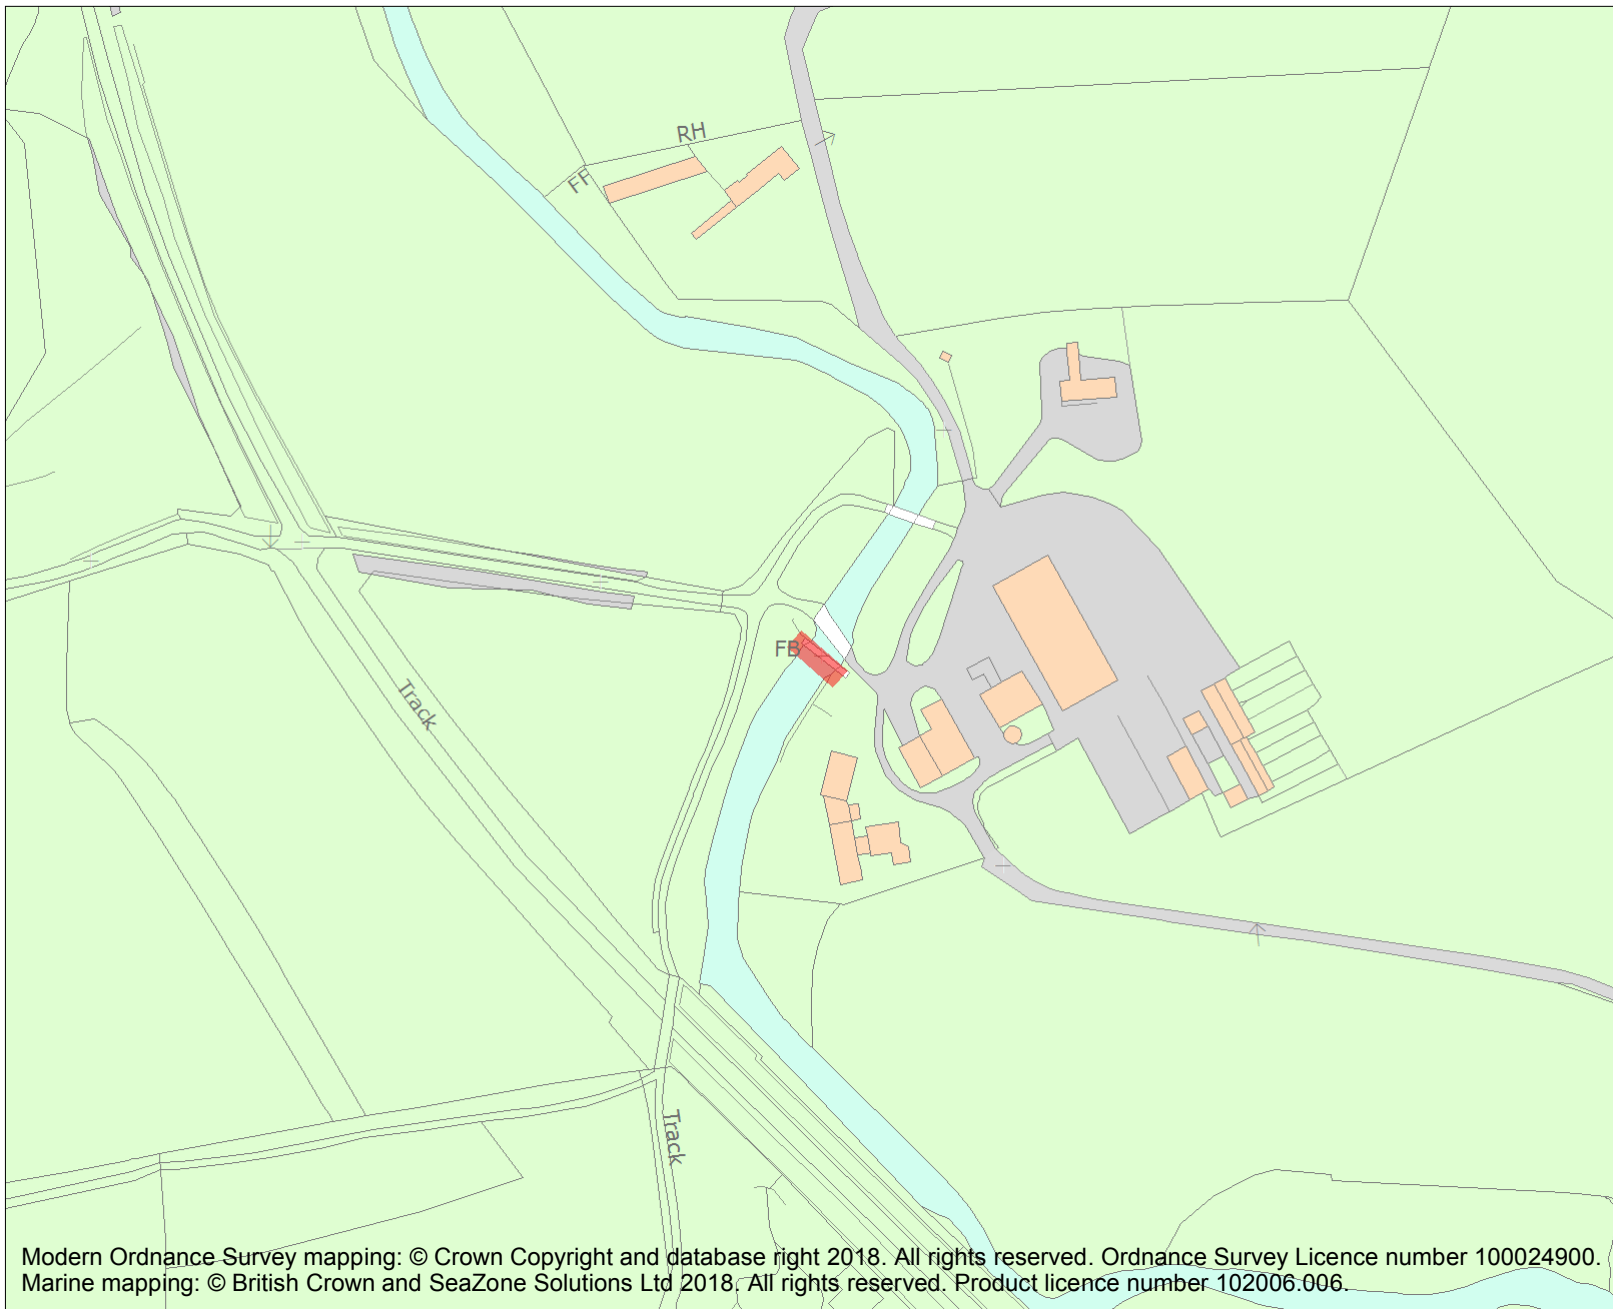 RH
FF
FB
Track
Track
Modern Ordnance Survey mapping: © Crown Copyright and database right 2018. All rights reserved. Ordnance Survey Licence number 100024900.
Marine mapping: © British Crown and SeaZone Solutions Ltd 2018. All rights reserved. Product licence number 102006.006.